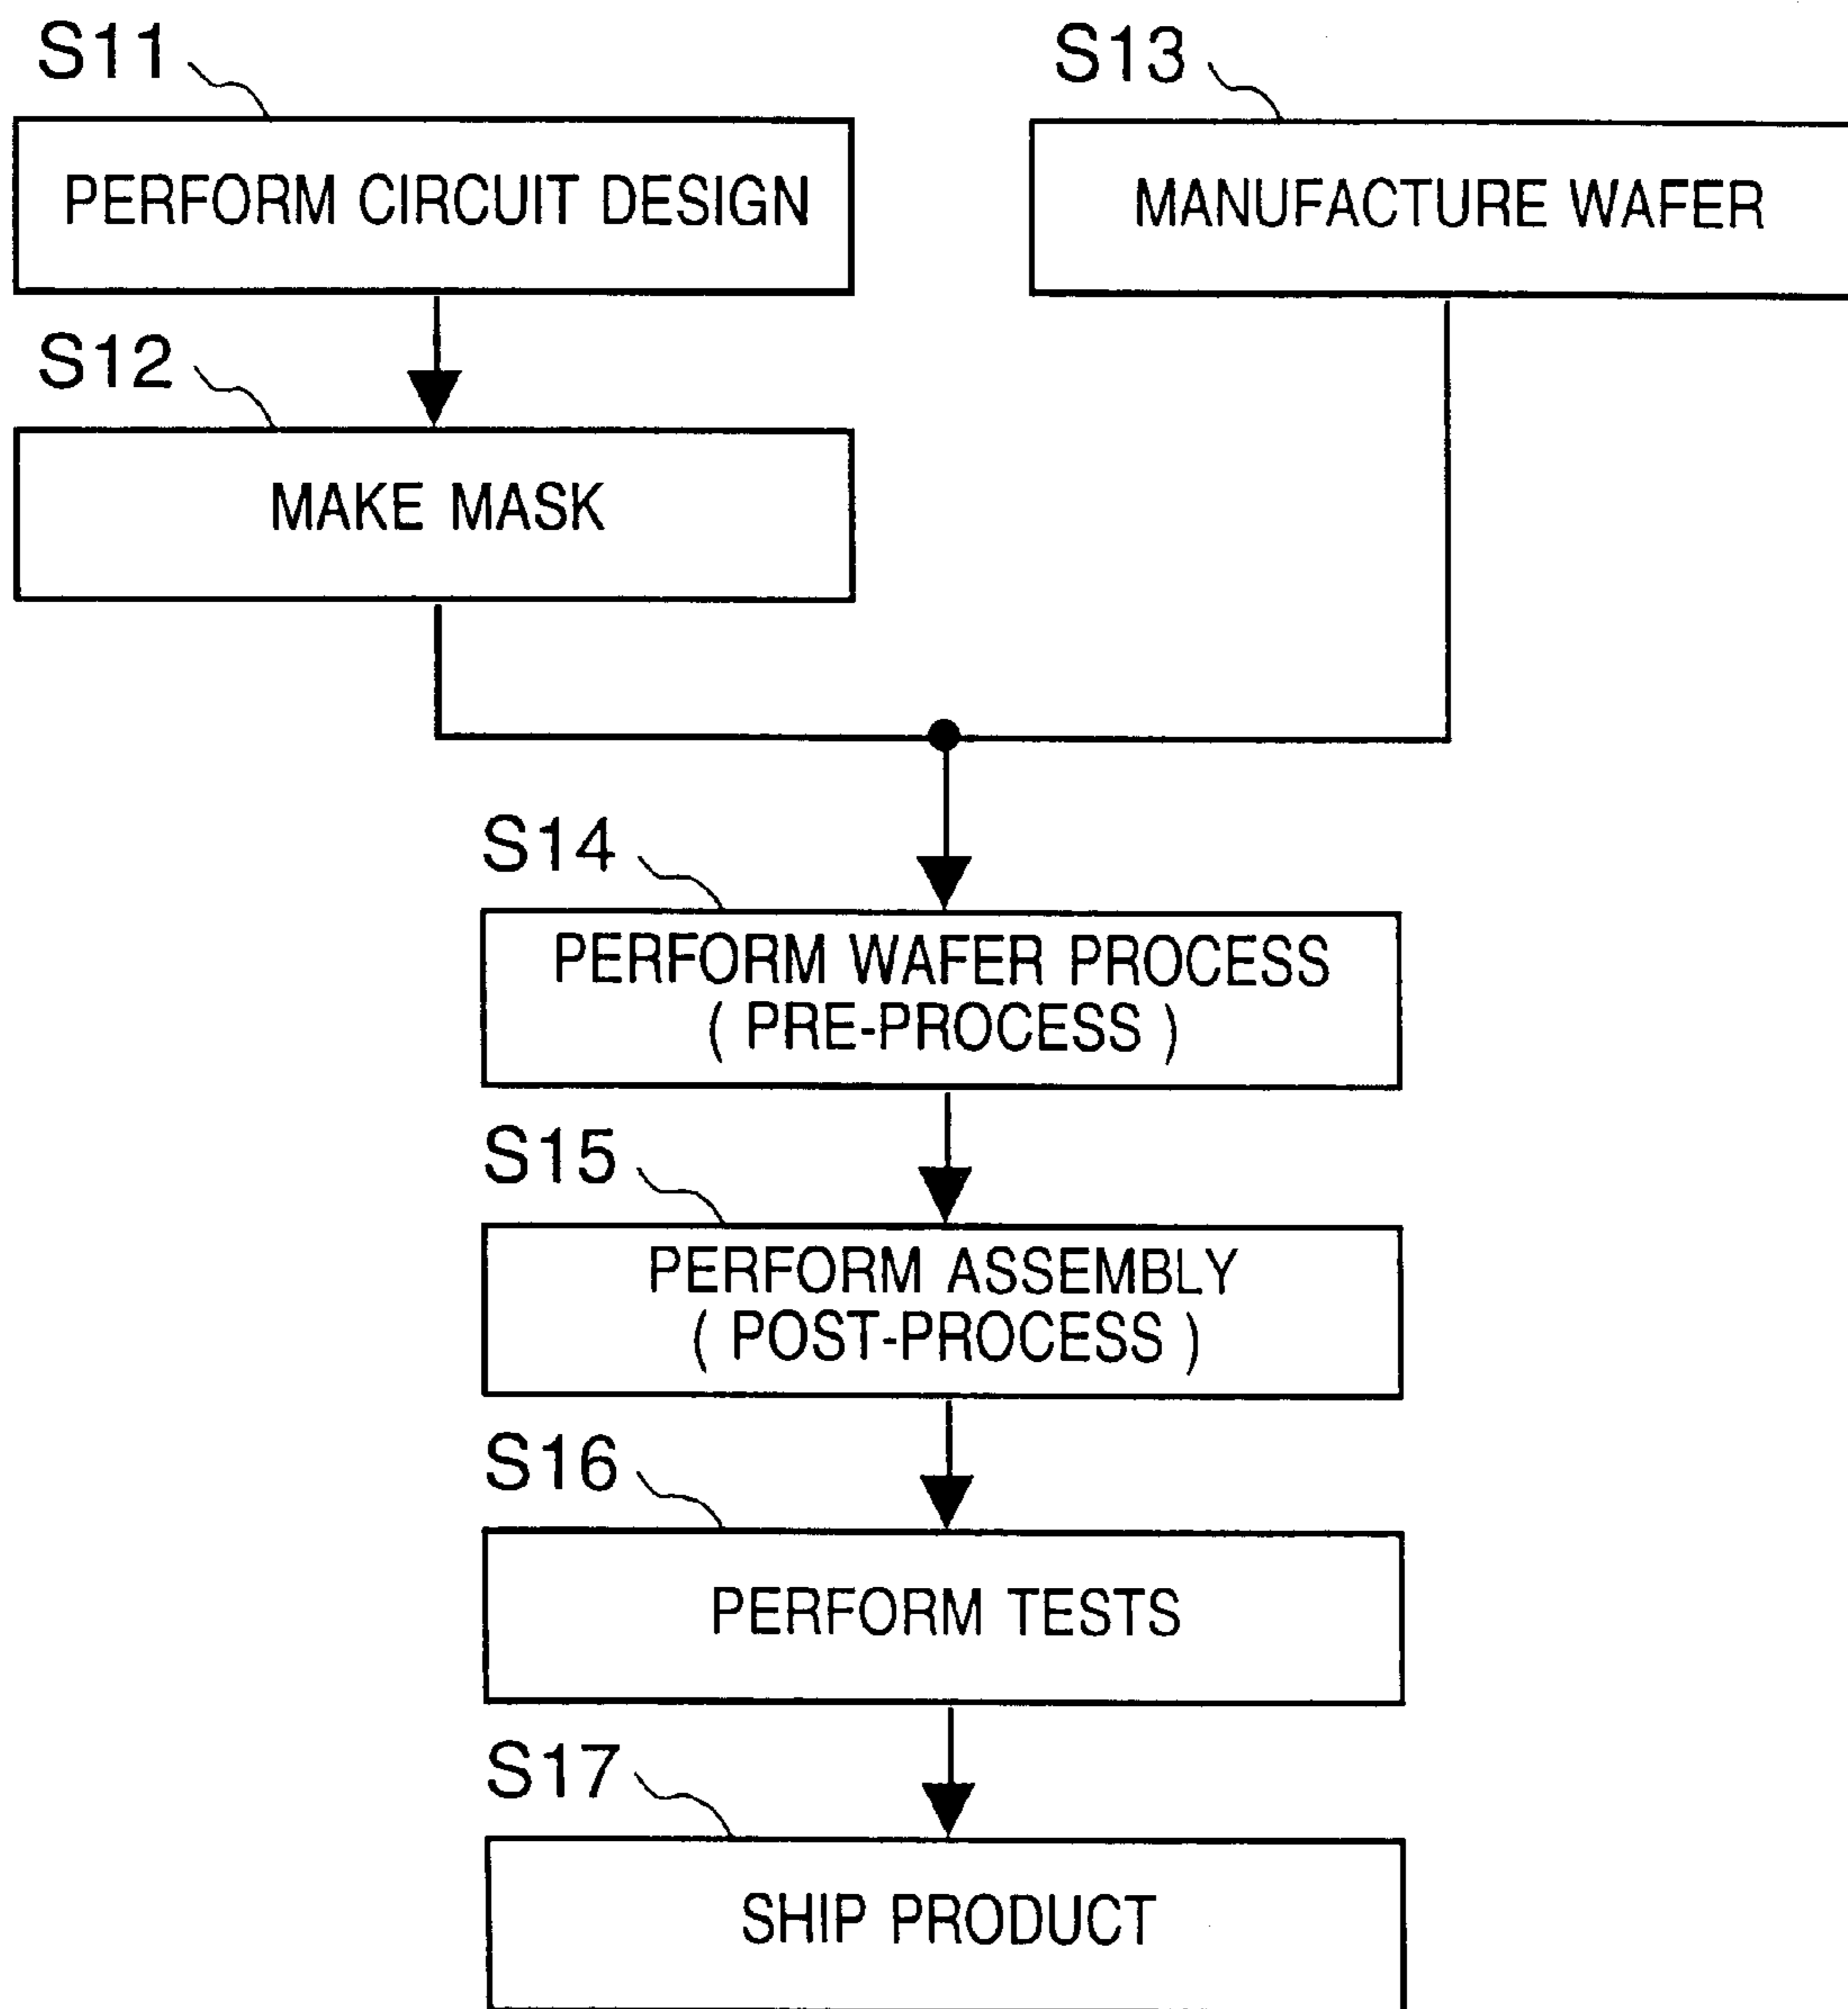 S11
PERFORM CIRCUIT DESIGN
S13
MANUFACTURE WAFER
S12
MAKE MASK
S14
PERFORM WAFER PROCESS
( PRE-PROCESS )
S15
PERFORM ASSEMBLY
( POST-PROCESS )
S16
PERFORM TESTS
S17
SHIP PRODUCT